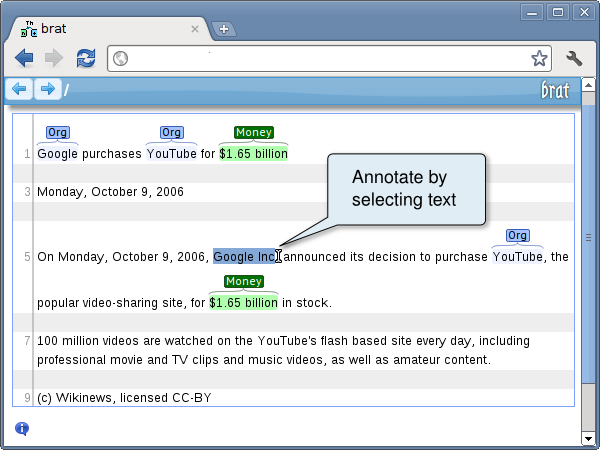 brat
/
brat
Org Org Money
1 Google purchases YouTube for $1.65 billion
3 Monday, October 9, 2006
Annotate by
selecting text
Org
5 On Monday, October 9, 2006, Google Inc. announced its decision to purchase YouTube, the
Money
popular video-sharing site, for $1.65 billion in stock.
7 100 million videos are watched on the YouTube's flash based site every day, including
professional movie and TV clips and music videos, as well as amateur content.
9 (c) Wikinews, licensed CC-BY